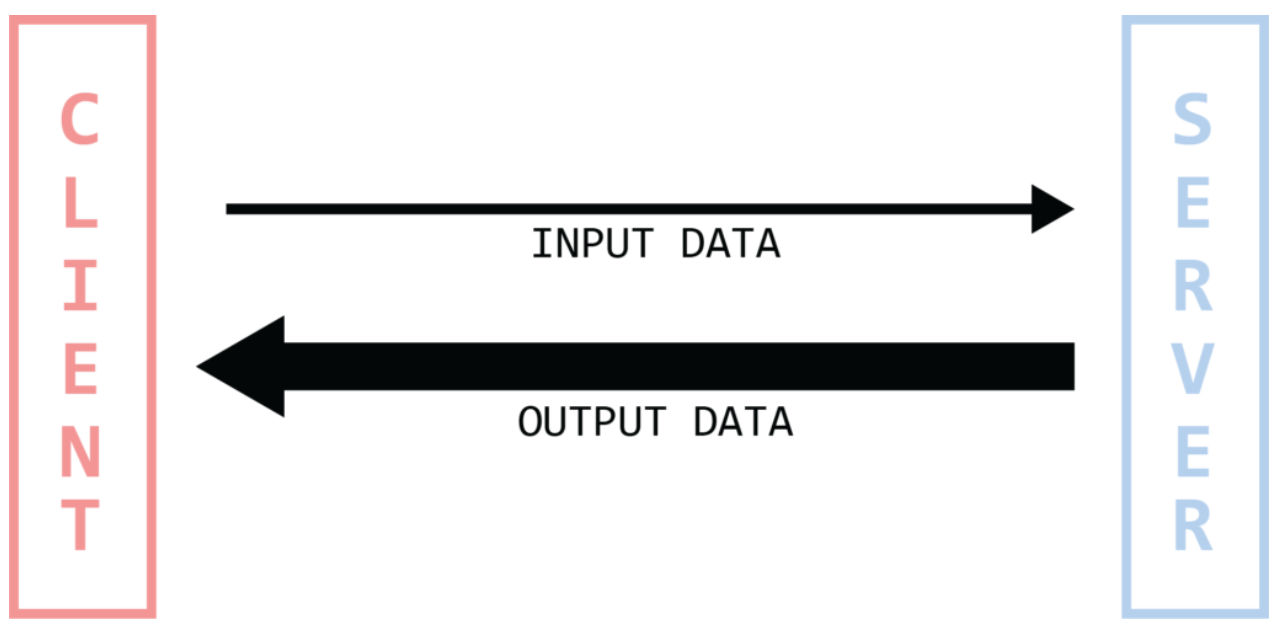 CLIENT
INPUT DATA
OUTPUT DATA
SERVER